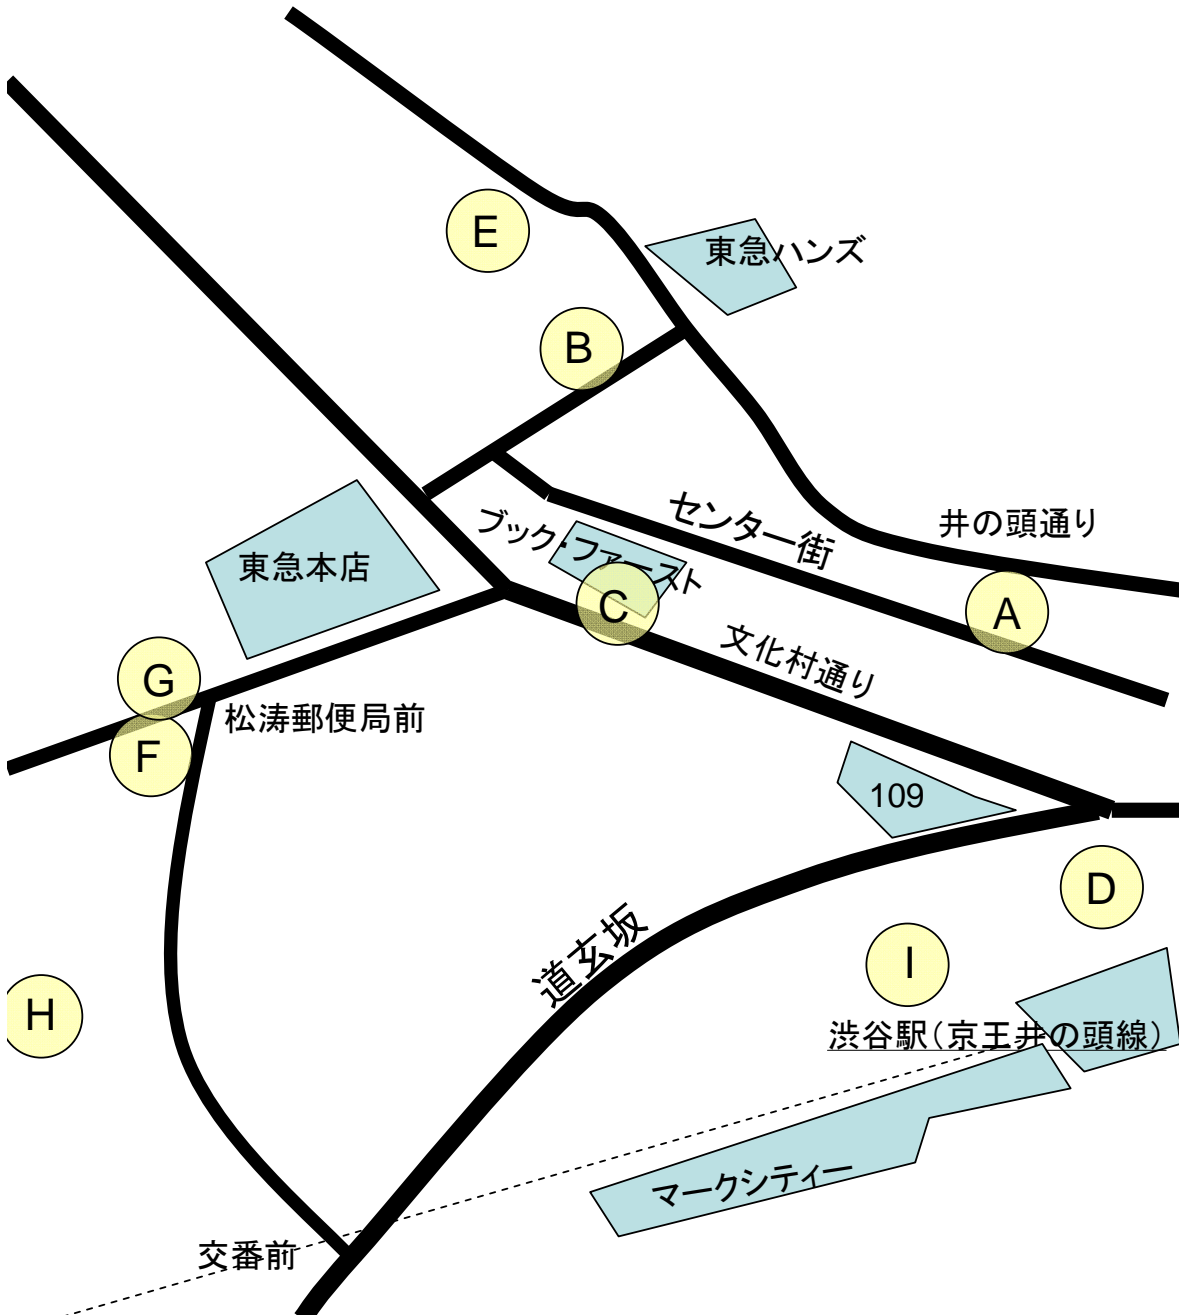 E
東急ハンズ
B
センター街
井の頭通り
ブック・ファースト
東急本店
C
A
文化村通り
G
松涛郵便局前
F
109
D
道玄坂
I
H
渋谷駅（京王井の頭線）
マークシティー
交番前